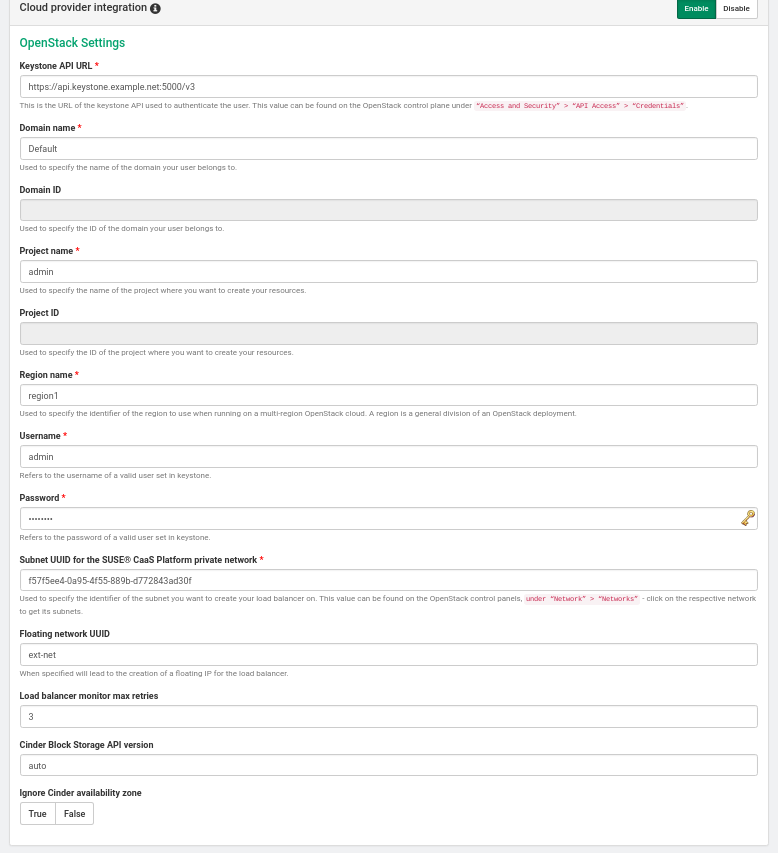 Cloud provider integration
Enable
Disable
OpenStack Settings
Keystone API URL *
https://api.keystone.example.net:5000/v3
This is the URL of the keystone API used to authenticate the user. This value can be found on the OpenStack control plane under “Access and Security” > “API Access” > “Credentials”.
Domain name *
Default
Used to specify the name of the domain your user belongs to.
Domain ID
Used to specify the ID of the domain your user belongs to.
Project name *
admin
Used to specify the name of the project where you want to create your resources.
Project ID
Used to specify the ID of the project where you want to create your resources.
Region name *
region1
Used to specify the identifier of the region to use when running on a multi-region OpenStack cloud. A region is a general division of an OpenStack deployment.
Username *
admin
Refers to the username of a valid user set in keystone.
Password *
••••••••
Refers to the password of a valid user set in keystone.
Subnet UUID for the SUSE® CaaS Platform private network *
f57f5ee4-0a95-4f55-889b-d772843ad30f
Used to specify the identifier of the subnet you want to create your load balancer on. This value can be found on the OpenStack control panels, under “Network” > “Networks” - click on the respective network
to get its subnets.
Floating network UUID
ext-net
When specified will lead to the creation of a floating IP for the load balancer.
Load balancer monitor max retries
3
Cinder Block Storage API version
auto
Ignore Cinder availability zone
True
False